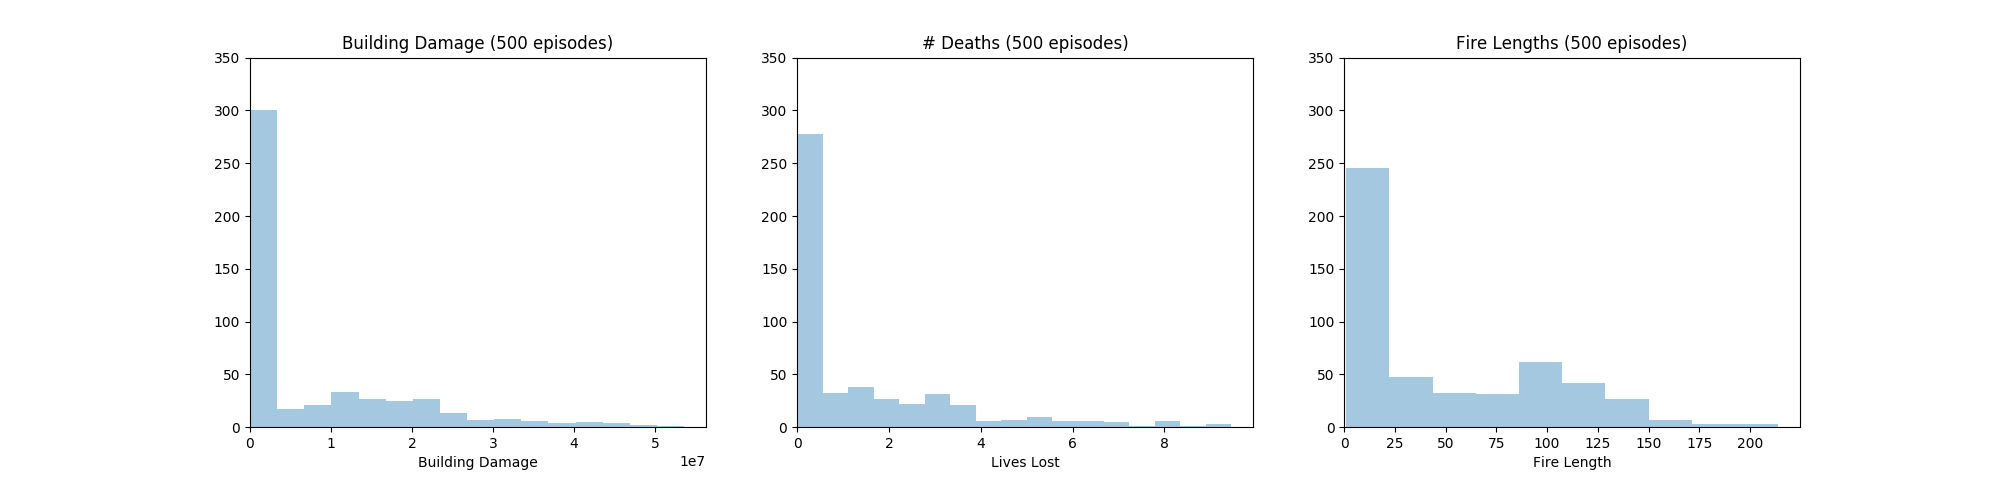 Building Damage (500 episodes)
350
300
250
200
150
100
50
0
0 1 2 3 4 5
1e7
Building Damage
# Deaths (500 episodes)
350
300
250
200
150
100
50
0
0 2 4 6 8
Lives Lost
Fire Lengths (500 episodes)
350
300
250
200
150
100
50
0
0 25 50 75 100 125 150 175 200
Fire Length